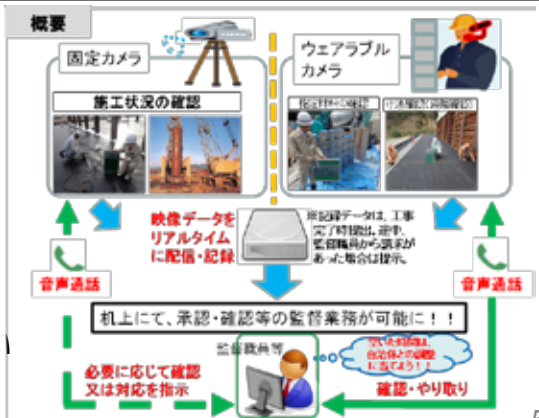 概要
固定カメラ
ウェアラブル
カメラ
施工状況の確認
映像データを
リアルタイム
に配信・記録
※記録データは、工事
完了時提出。途中、
監督職員から請求が
あった場合は提示。
音声通話
音声通話
机上にて、承認・確認等の監督業務が可能に!!
監督職員等
必要に応じて確認
又は対応を指示
確認・やり取り